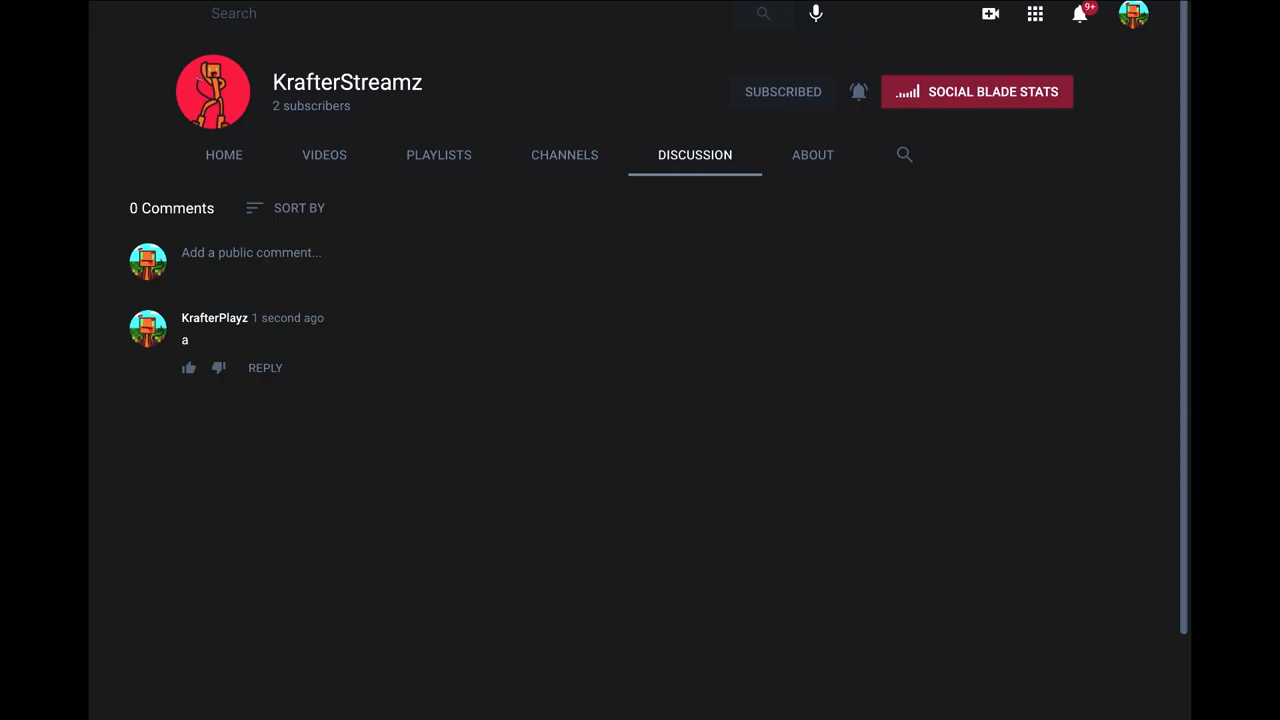 Search
9+
KrafterStreamz
2 subscribers
SUBSCRIBED
SOCIAL BLADE STATS
HOME VIDEOS PLAYLISTS CHANNELS DISCUSSION ABOUT
0 Comments SORT BY
Add a public comment...
KrafterPlayz 1 second ago
a
REPLY